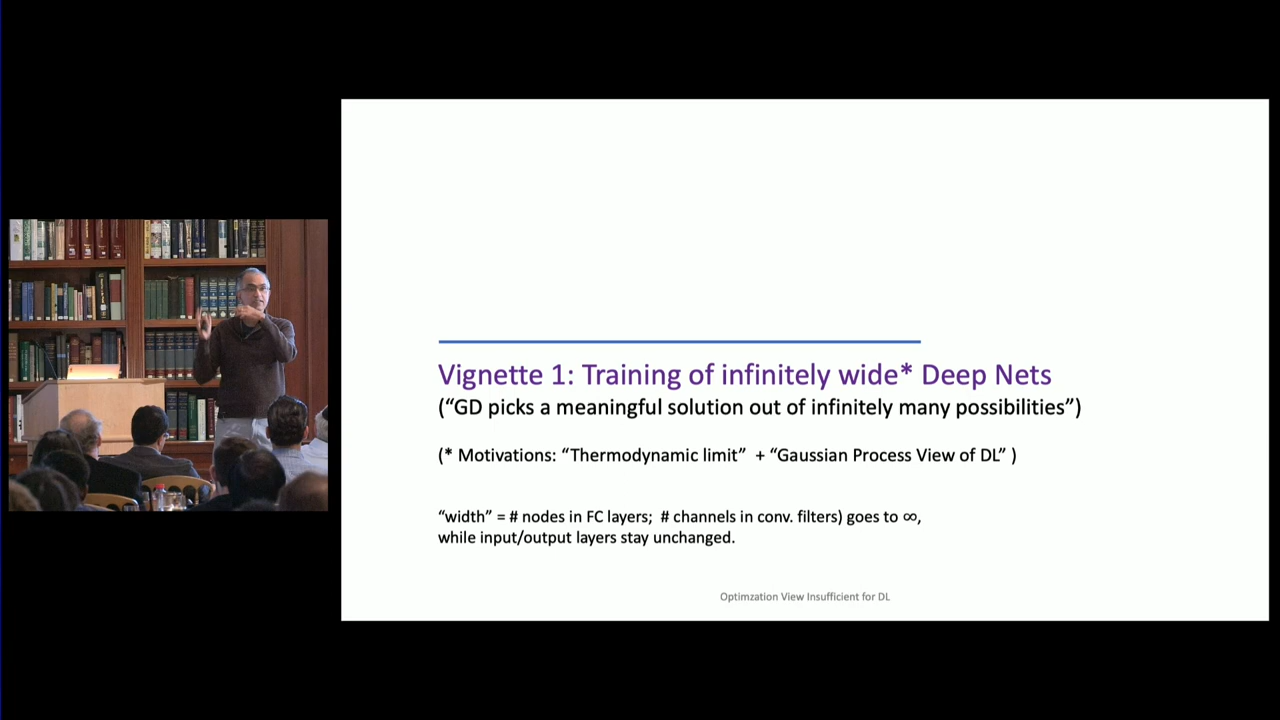 Vignette 1: Training of infinitely wide* Deep Nets
(“GD picks a meaningful solution out of infinitely many possibilities”)
(* Motivations: “Thermodynamic limit” + “Gaussian Process View of DL” )
“width” = # nodes in FC layers; # channels in conv. filters) goes to ∞,
while input/output layers stay unchanged.
Optimzation View Insufficient for DL